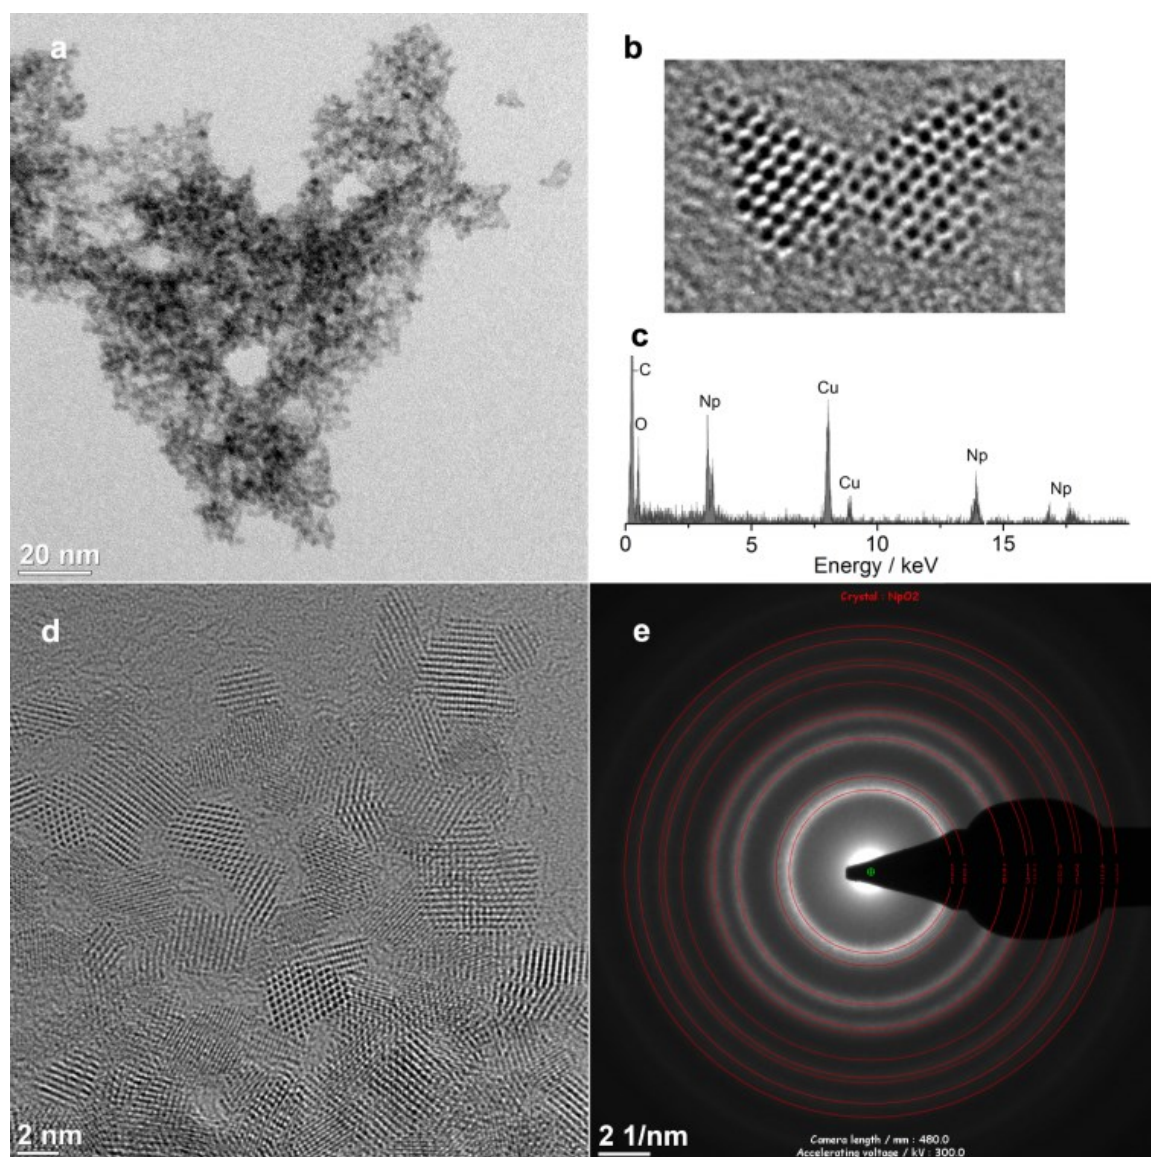 a
20 nm
b
c
C
O
Np
Cu
Cu
Np
Np
0
5
10
15
Energy / keV
d
2 nm
e
Crystal : NpO2
2 1/nm
Camera length / mm : 480.0
Accelerating voltage / kV : 300.0